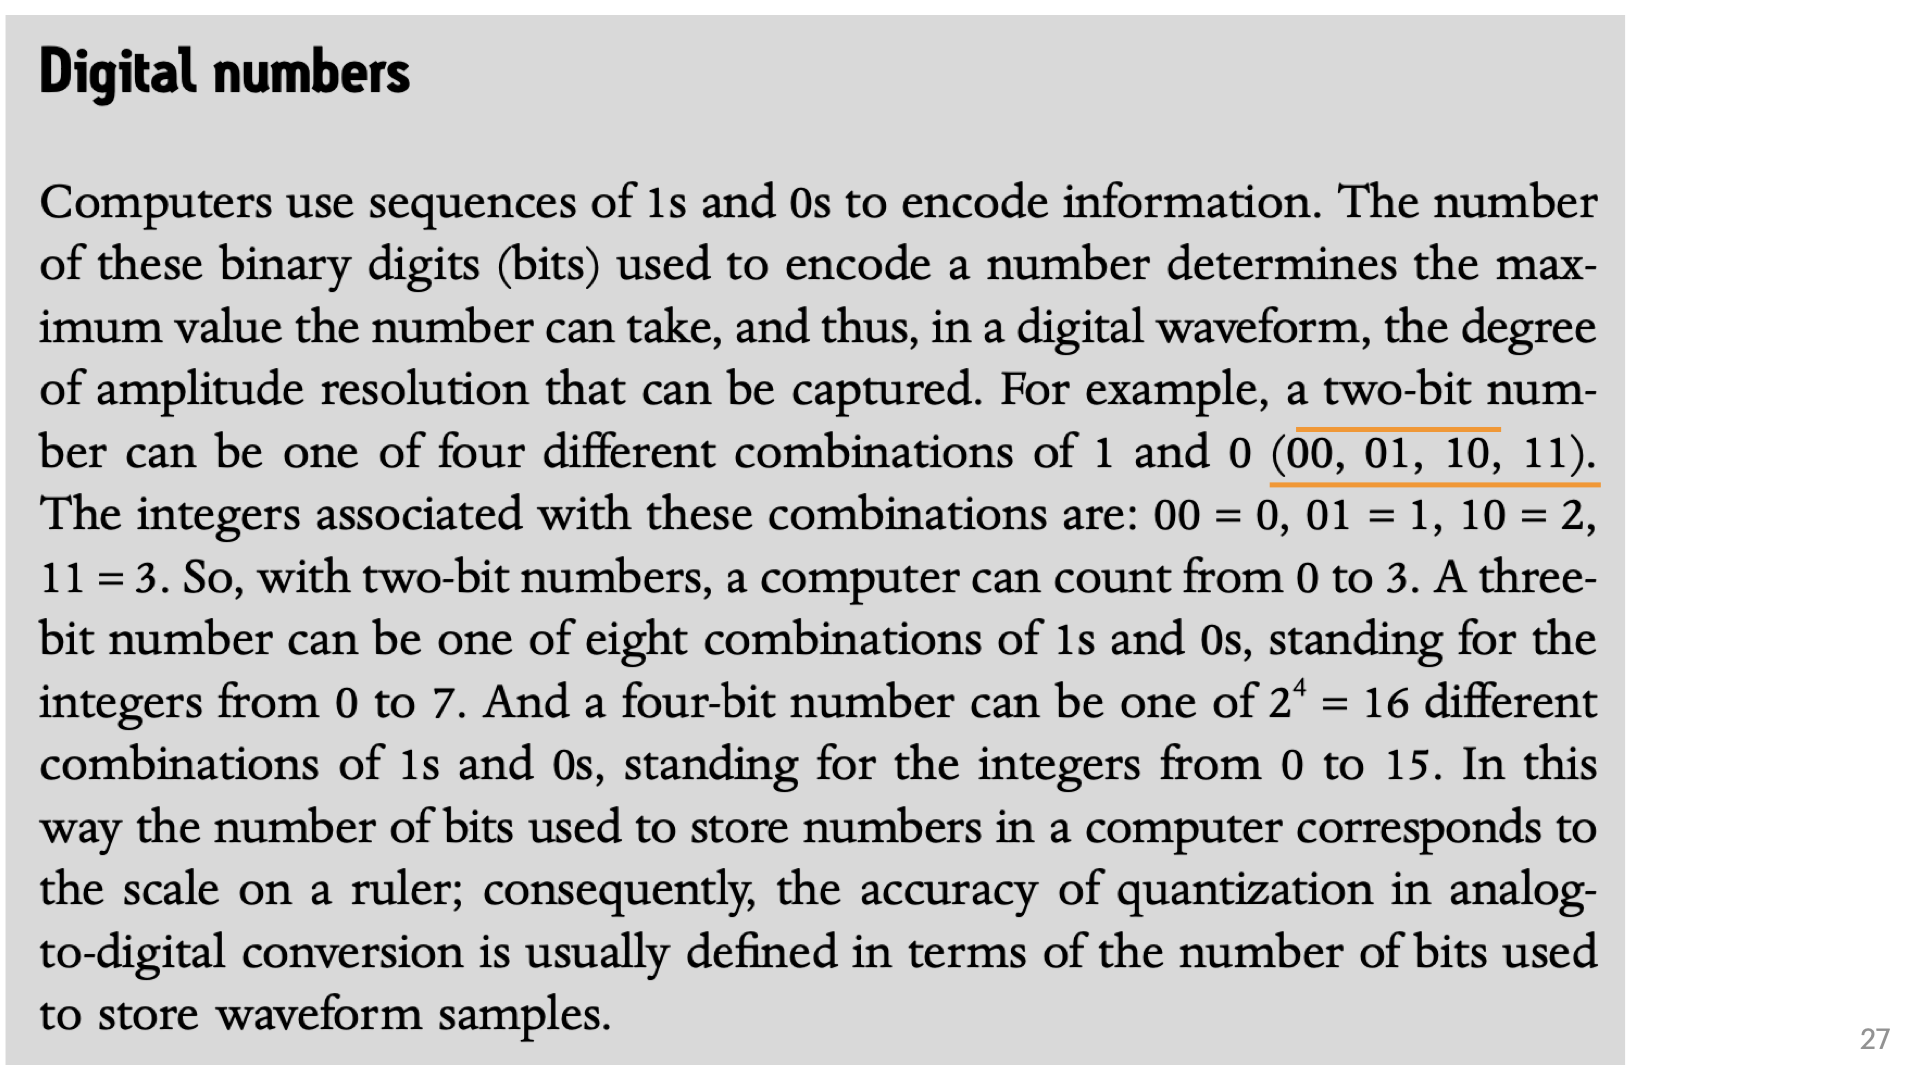 Digital numbers
Computers use sequences of 1s and 0s to encode information. The number
of these binary digits (bits) used to encode a number determines the max-
imum value the number can take, and thus, in a digital waveform, the degree
of amplitude resolution that can be captured. For example, a two-bit num-
ber can be one of four different combinations of 1 and 0 (00, 01, 10, 11).
The integers associated with these combinations are: 00 = 0, 01 = 1, 10 = 2,
11 = 3. So, with two-bit numbers, a computer can count from 0 to 3. A three-
bit number can be one of eight combinations of 1s and 0s, standing for the
integers from 0 to 7. And a four-bit number can be one of 2⁴ = 16 different
combinations of 1s and 0s, standing for the integers from 0 to 15. In this
way the number of bits used to store numbers in a computer corresponds to
the scale on a ruler; consequently, the accuracy of quantization in analog-
to-digital conversion is usually defined in terms of the number of bits used
to store waveform samples.
27